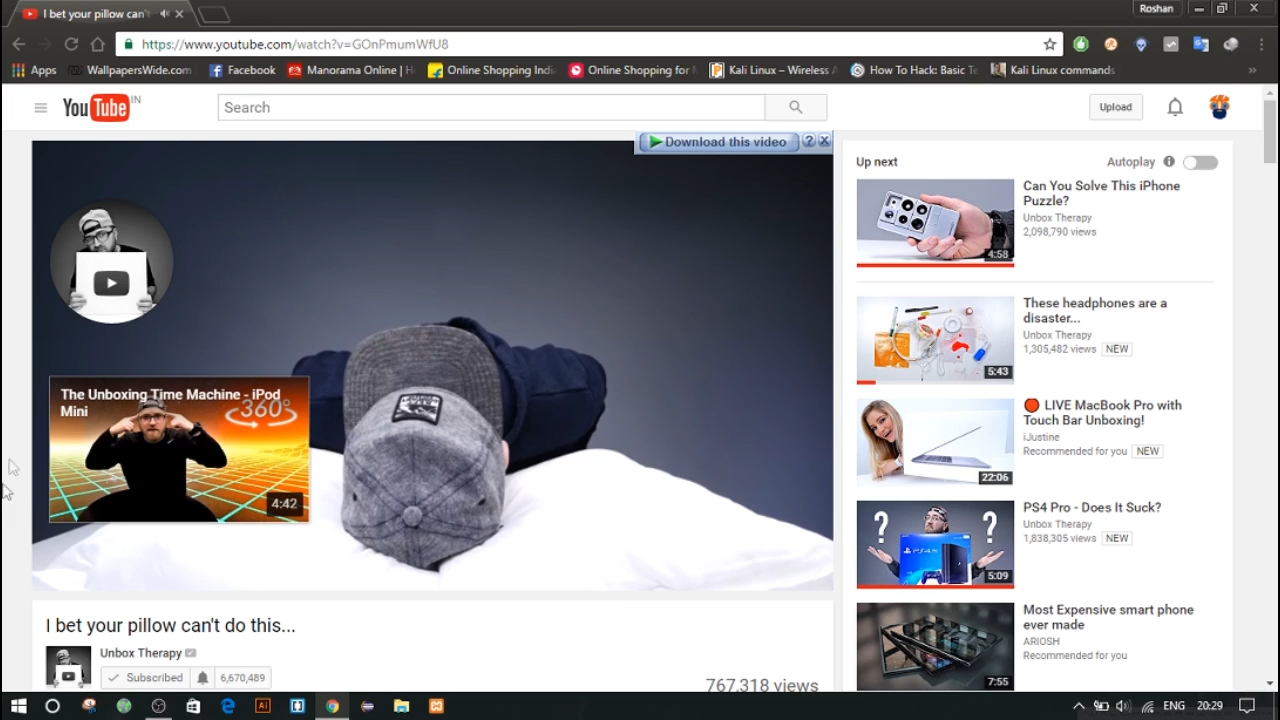 I bet your pillow can'
Roshan
https://www.youtube.com/watch?v=GOnPmumWfU8
Apps
WallpapersWide.com
Facebook
Manorama Online | H
Online Shopping Indi
Online Shopping for
Kali Linux – Wireless
How To Hack: Basic Te
Kali Linux commands
YouTube IN
Search
Upload
Download this video
?
The Unboxing Time Machine - iPod
Mini
360°
4:42
I bet your pillow can't do this...
Unbox Therapy
Subscribed
6,670,489
767,318 views
Up next
Autoplay
Can You Solve This iPhone
Puzzle?
Unbox Therapy
2,098,790 views
4:58
These headphones are a
disaster...
Unbox Therapy
1,305,482 views NEW
5:43
LIVE MacBook Pro with
Touch Bar Unboxing!
iJustine
Recommended for you NEW
22:06
PS4 Pro - Does It Suck?
Unbox Therapy
1,838,305 views NEW
? ?
5:09
Most Expensive smart phone
ever made
ARIOSH
Recommended for you
7:55
Ai
ENG
20:29